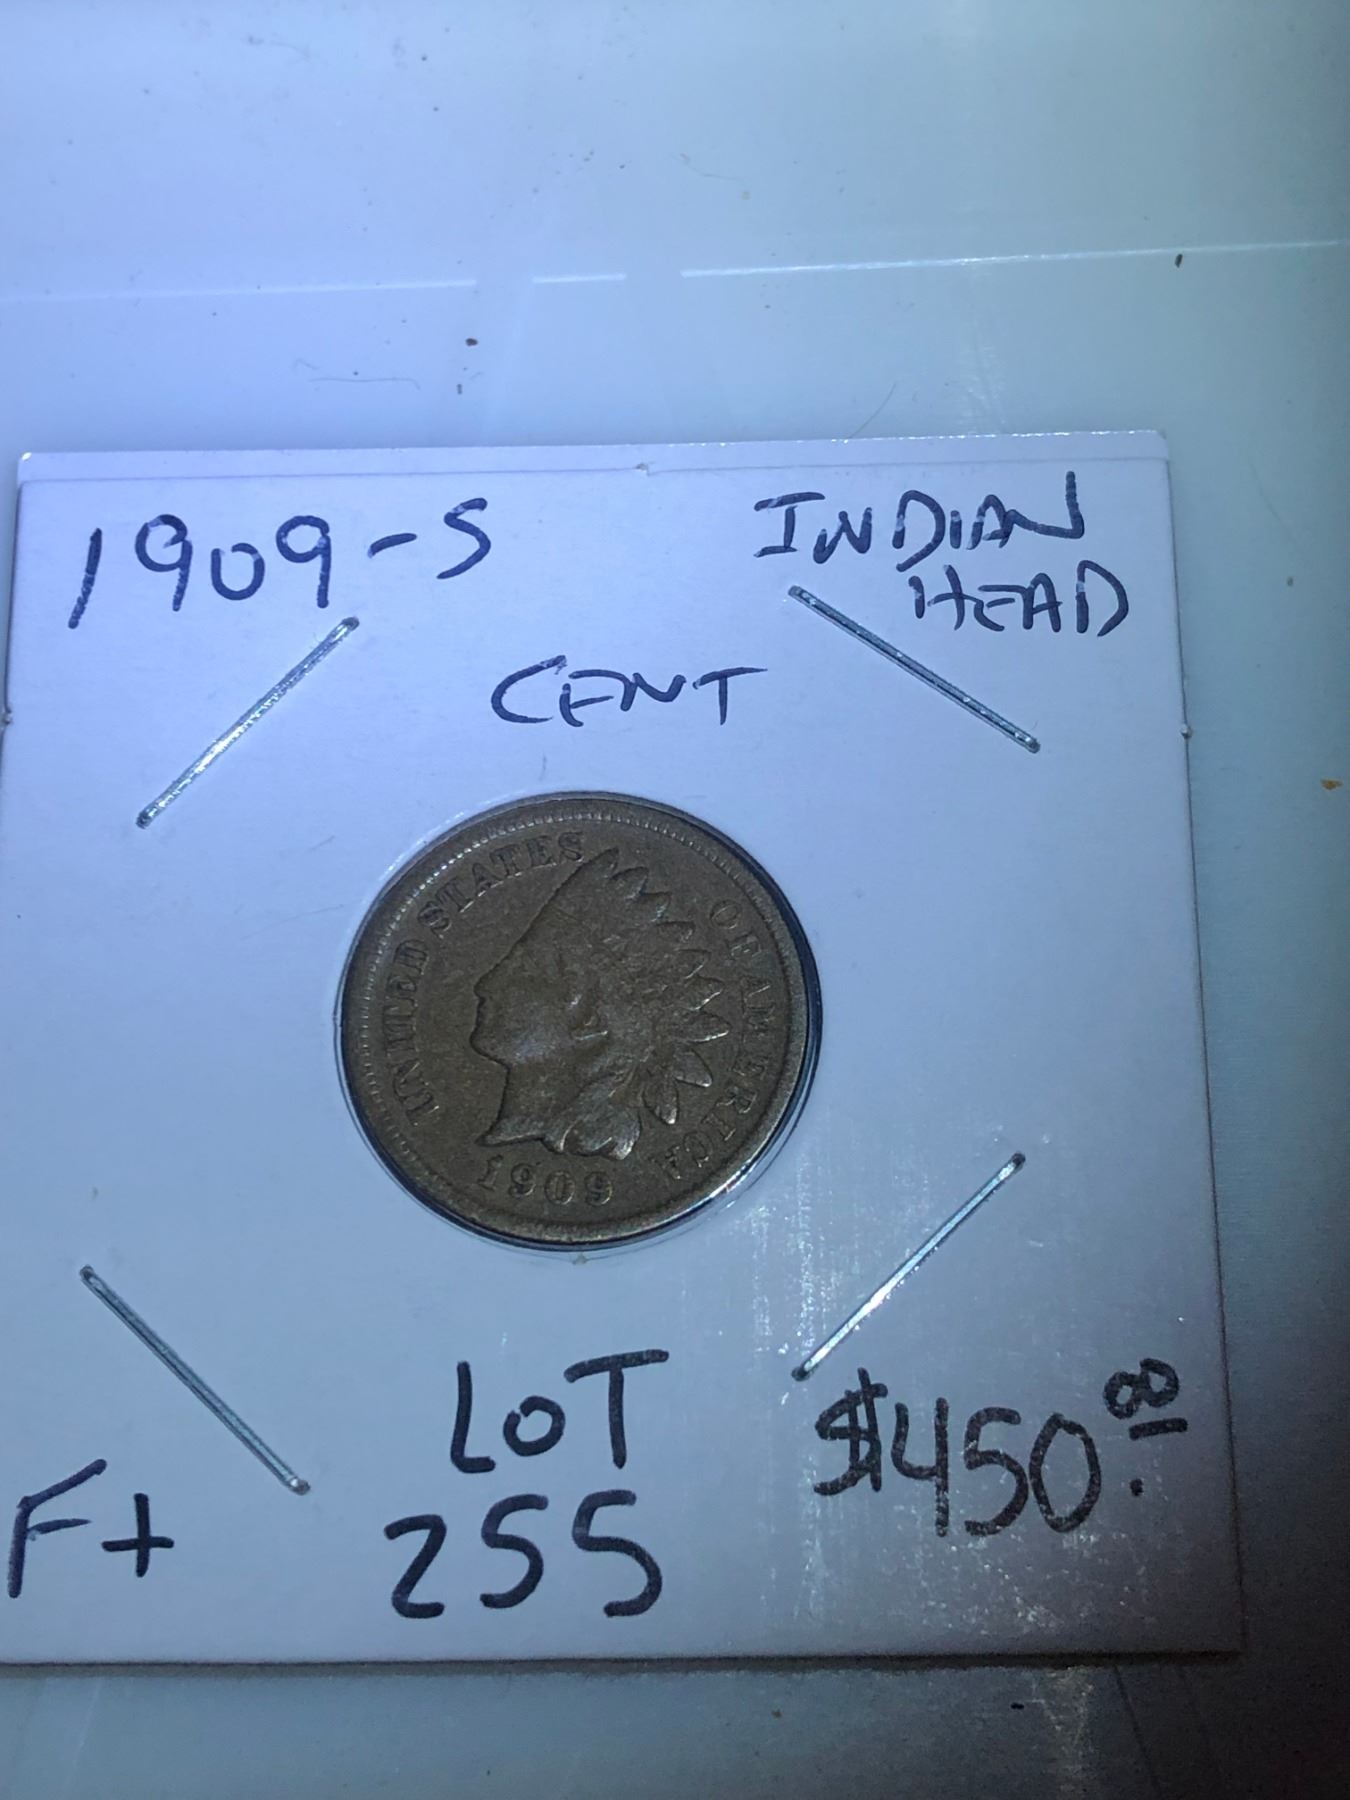 1909-S
INDIAN
HEAD
CENT
UNITED STATES OF AMERICA
1909
LOT
255
F+
$450.00